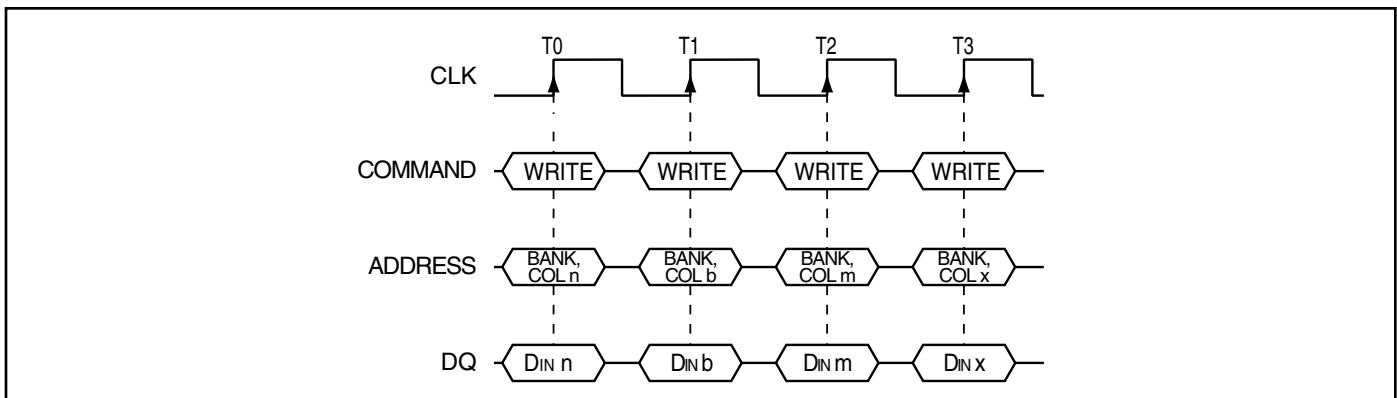 T0 T1 T2 T3
CLK
COMMAND WRITE WRITE WRITE WRITE
ADDRESS BANK, COL n BANK, COL b BANK, COL m BANK, COL x
DQ DIN n DIN b DIN m DIN x